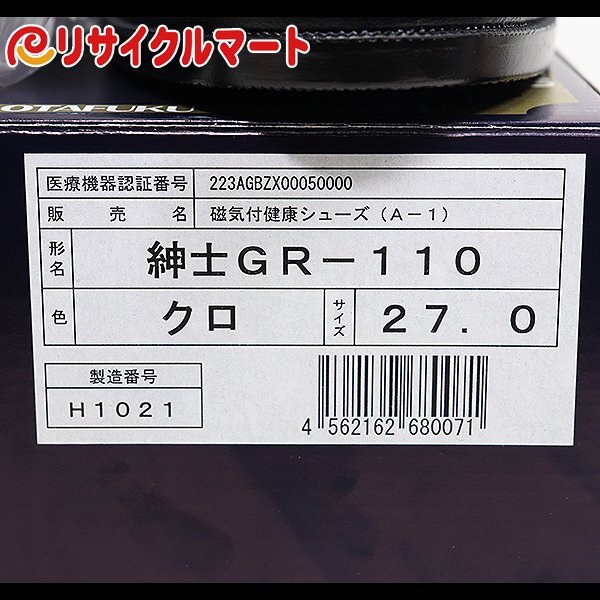 リサイクルマート
OTAFUKU
医療機器認証番号 223AGBZX00050000
販売名 磁気付健康シューズ(A-1)
形名 紳士GR-110
色 クロ サイズ 27.0
製造番号
H1021
4 562162 680071